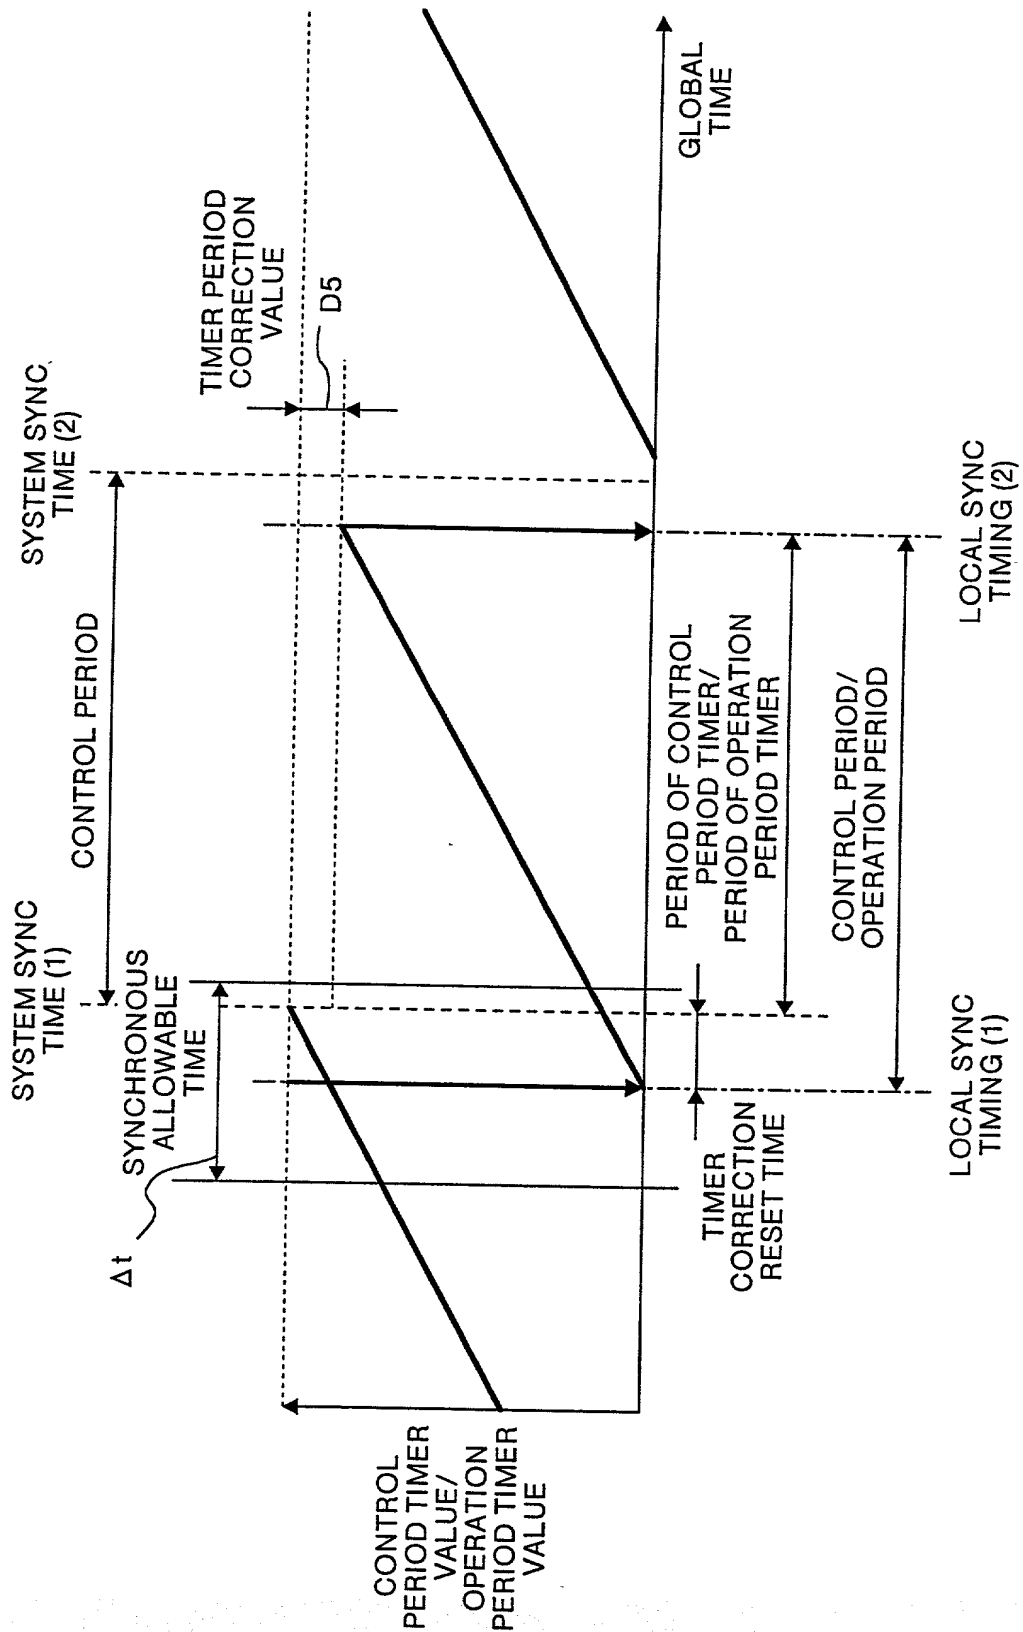 SYSTEM SYNC
TIME (1)
CONTROL PERIOD
SYSTEM SYNC
TIME (2)
SYNCHRONOUS
ALLOWABLE
TIME
Δt
TIMER PERIOD
CORRECTION
VALUE
D5
CONTROL
PERIOD TIMER
VALUE/
OPERATION
PERIOD TIMER
VALUE
GLOBAL
TIME
TIMER
CORRECTION
RESET TIME
PERIOD OF CONTROL
PERIOD TIMER/
PERIOD OF OPERATION
PERIOD TIMER
CONTROL PERIOD/
OPERATION PERIOD
LOCAL SYNC
TIMING (1)
LOCAL SYNC
TIMING (2)